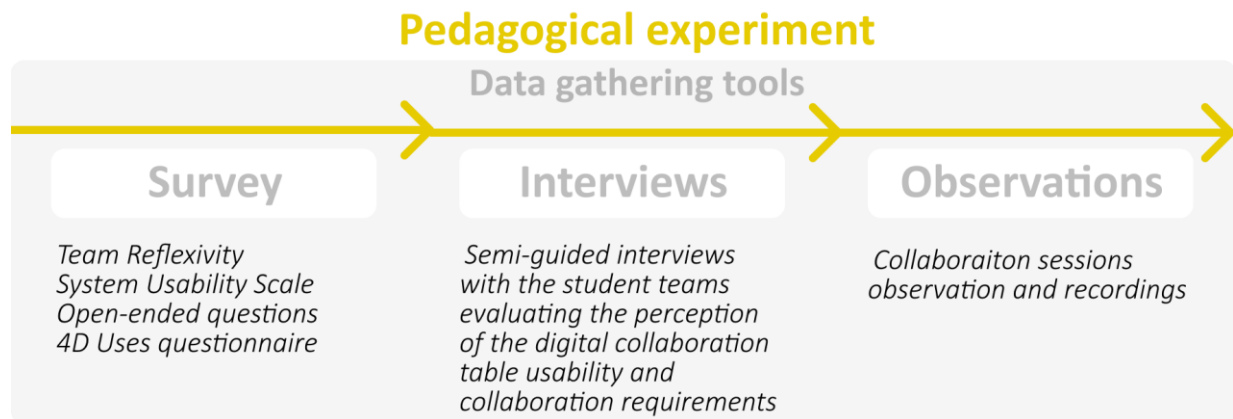 Pedagogical experiment
Data gathering tools
Survey
Team Reflexivity
System Usability Scale
Open-ended questions
4D Uses questionnaire
Interviews
Semi-guided interviews
with the student teams
evaluating the perception
of the digital collaboration
table usability and
collaboration requirements
Observations
Collaboraiton sessions
observation and recordings